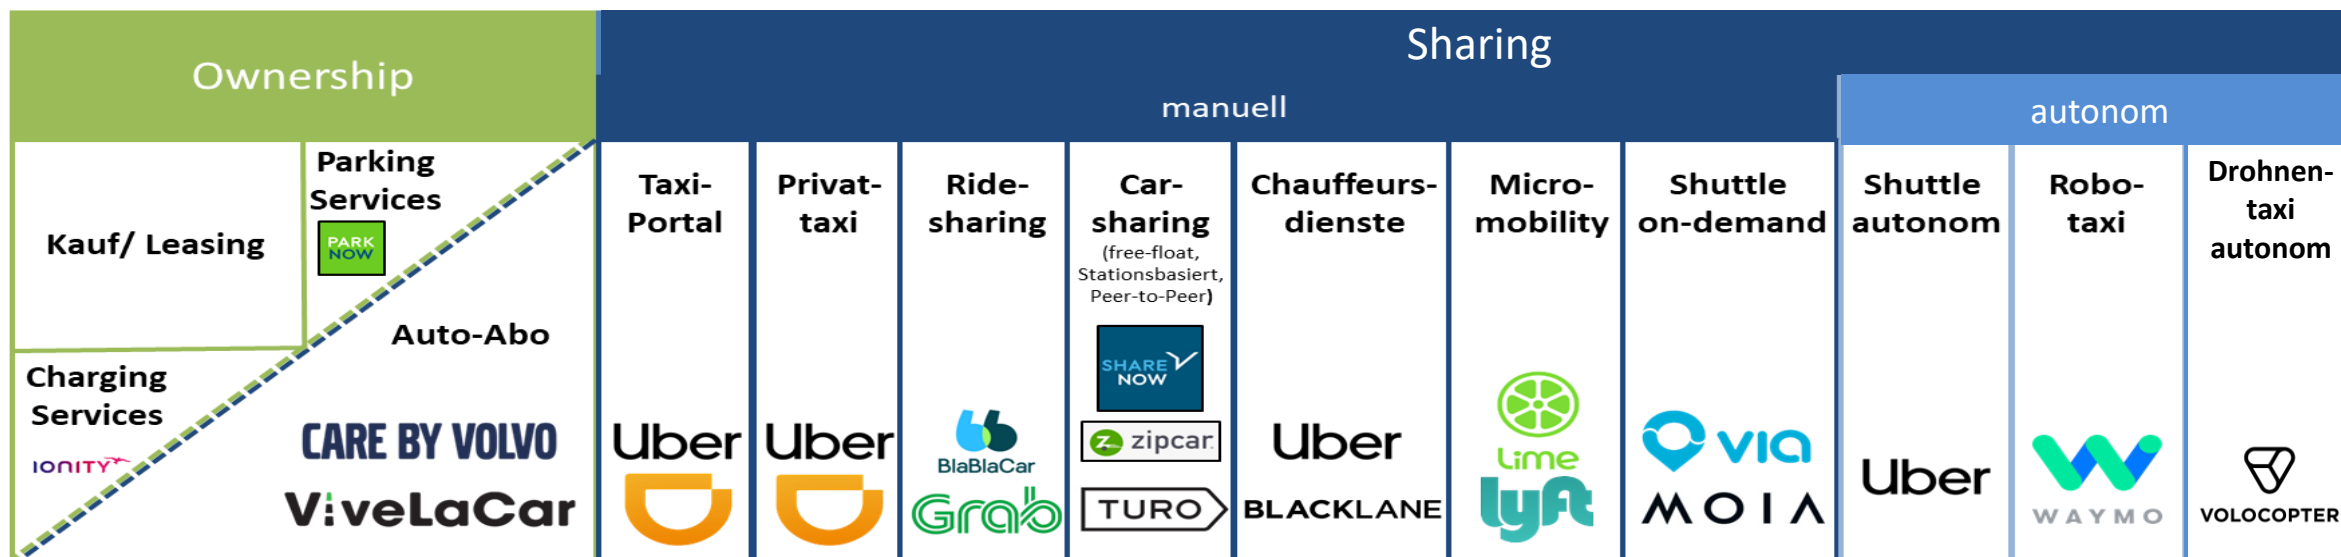 Ownership
Sharing
manuell
autonom
Kauf/ Leasing
Parking
Services
PARK
NOW
Auto-Abo
Charging
Services
IONITY
CARE BY VOLVO
ViveLaCar
Taxi-
Portal
Uber
Privat-
taxi
Uber
Ride-
sharing
BlaBlaCar
Grab
Car-
sharing
(free-float,
Stationsbasiert,
Peer-to-Peer)
SHARE
NOW
zipcar.
TURO
Chauffeurs-
dienste
Uber
BLACKLANE
Micro-
mobility
Lime
lyft
Shuttle
on-demand
via
MOIA
Shuttle
autonom
Uber
Robo-
taxi
WAYMO
Drohnen-
taxi
autonom
VOLOCOPTER